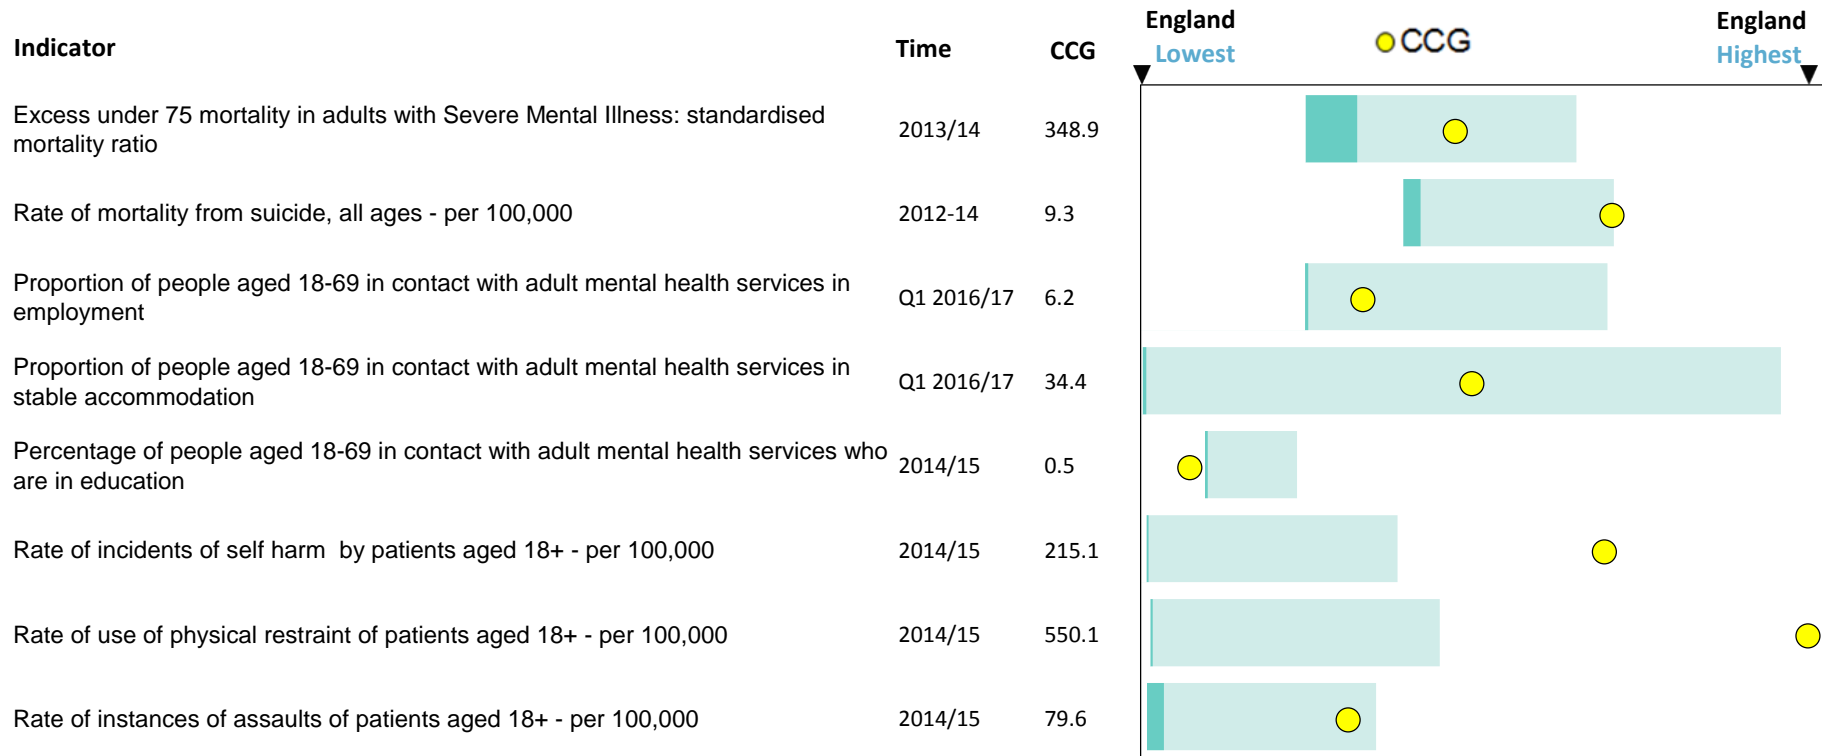 England England
Indicator Time CCG Lowest CCG Highest
Excess under 75 mortality in adults with Severe Mental Illness: standardised
mortality ratio
2013/14 348.9
Rate of mortality from suicide, all ages - per 100,000 2012-14 9.3
Proportion of people aged 18-69 in contact with adult mental health services in
employment
Q1 2016/17 6.2
Proportion of people aged 18-69 in contact with adult mental health services in
stable accommodation
Q1 2016/17 34.4
Percentage of people aged 18-69 in contact with adult mental health services who
are in education
2014/15 0.5
Rate of incidents of self harm  by patients aged 18+ - per 100,000 2014/15 215.1
Rate of use of physical restraint of patients aged 18+ - per 100,000 2014/15 550.1
Rate of instances of assaults of patients aged 18+ - per 100,000 2014/15 79.6